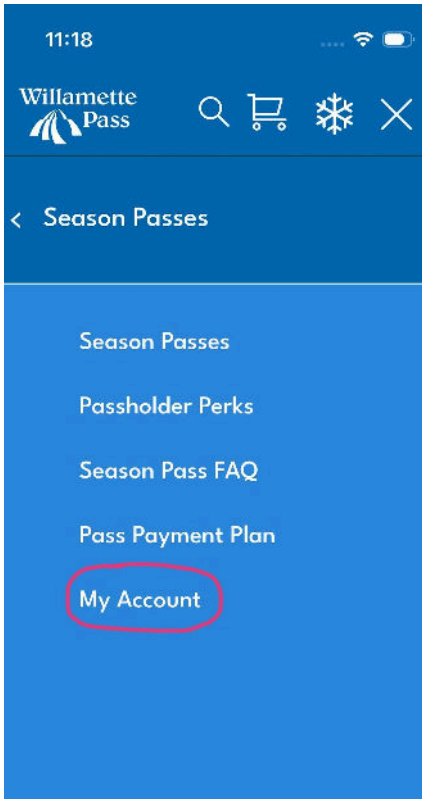 11:18
Willamette
Pass
< Season Passes
Season Passes
Passholder Perks
Season Pass FAQ
Pass Payment Plan
My Account